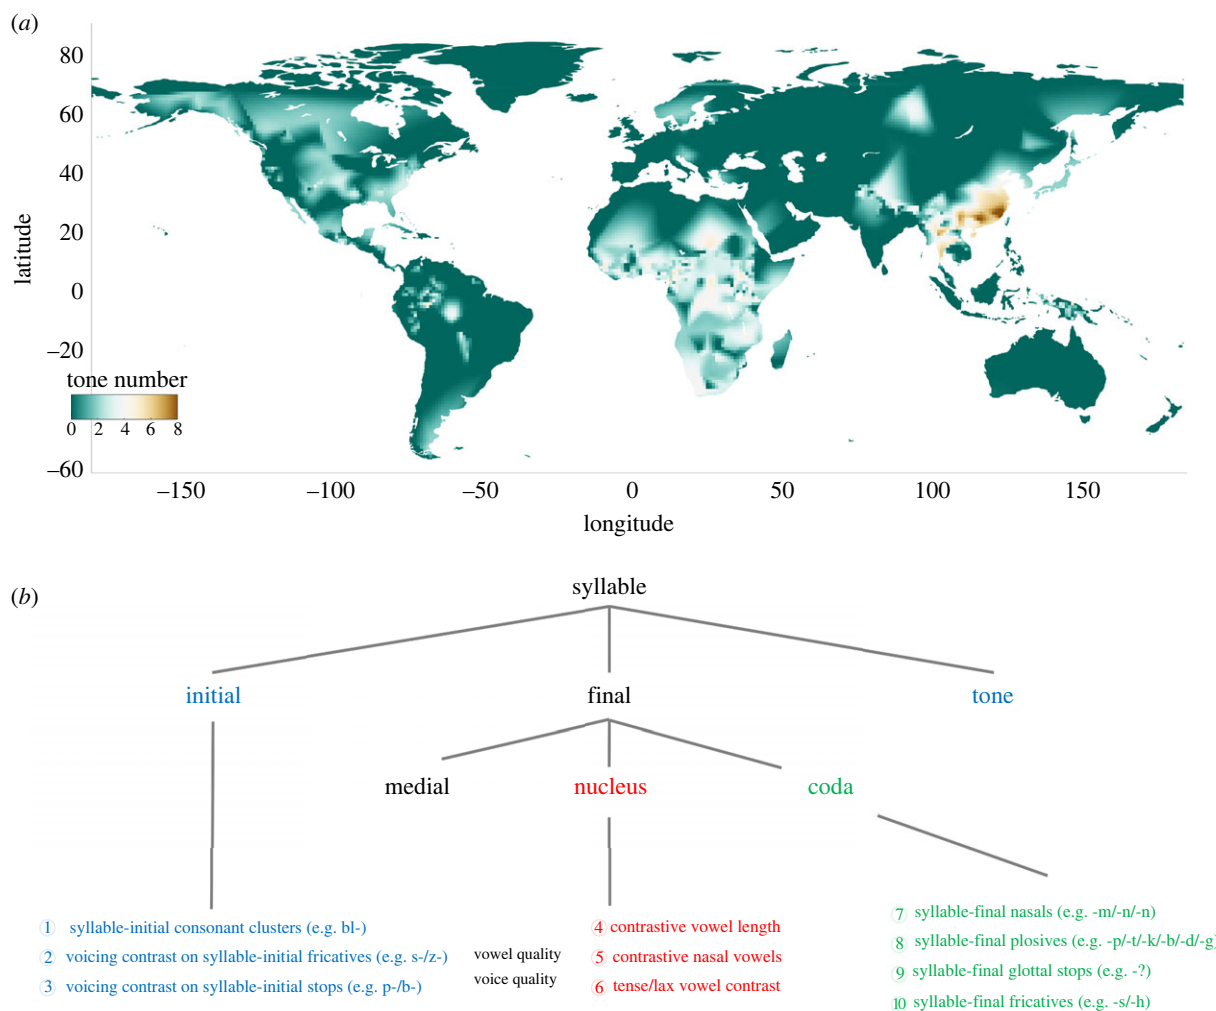 (a)
80
60
40
20
0
–20
–60
latitude
tone number
0 2 4 6 8
–150 –100 –50 0 50 100 150
longitude
(b)
syllable
initial final tone
medial nucleus coda
1 syllable-initial consonant clusters (e.g. bl-)
2 voicing contrast on syllable-initial fricatives (e.g. s-/z-)
3 voicing contrast on syllable-initial stops (e.g. p-/b-)
vowel quality
voice quality
4 contrastive vowel length
5 contrastive nasal vowels
6 tense/lax vowel contrast
7 syllable-final nasals (e.g. -m/-n/-n)
8 syllable-final plosives (e.g. -p/-t/-k/-b/-d/-g)
9 syllable-final glottal stops (e.g. -?)
10 syllable-final fricatives (e.g. -s/-h)